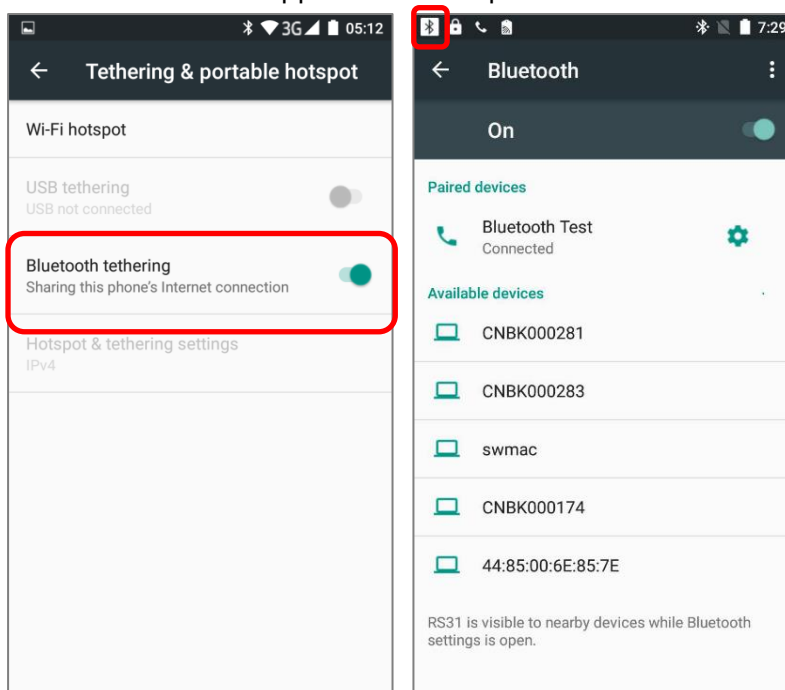 3G 05:12
Tethering & portable hotspot
Wi-Fi hotspot
USB tethering
USB not connected
Bluetooth tethering
Sharing this phone's Internet connection
Hotspot & tethering settings
IPv4
7:29
Bluetooth
On
Paired devices
Bluetooth Test
Connected
Available devices
CNBK000281
CNBK000283
swmac
CNBK000174
44:85:00:6E:85:7E
RS31 is visible to nearby devices while Bluetooth
settings is open.